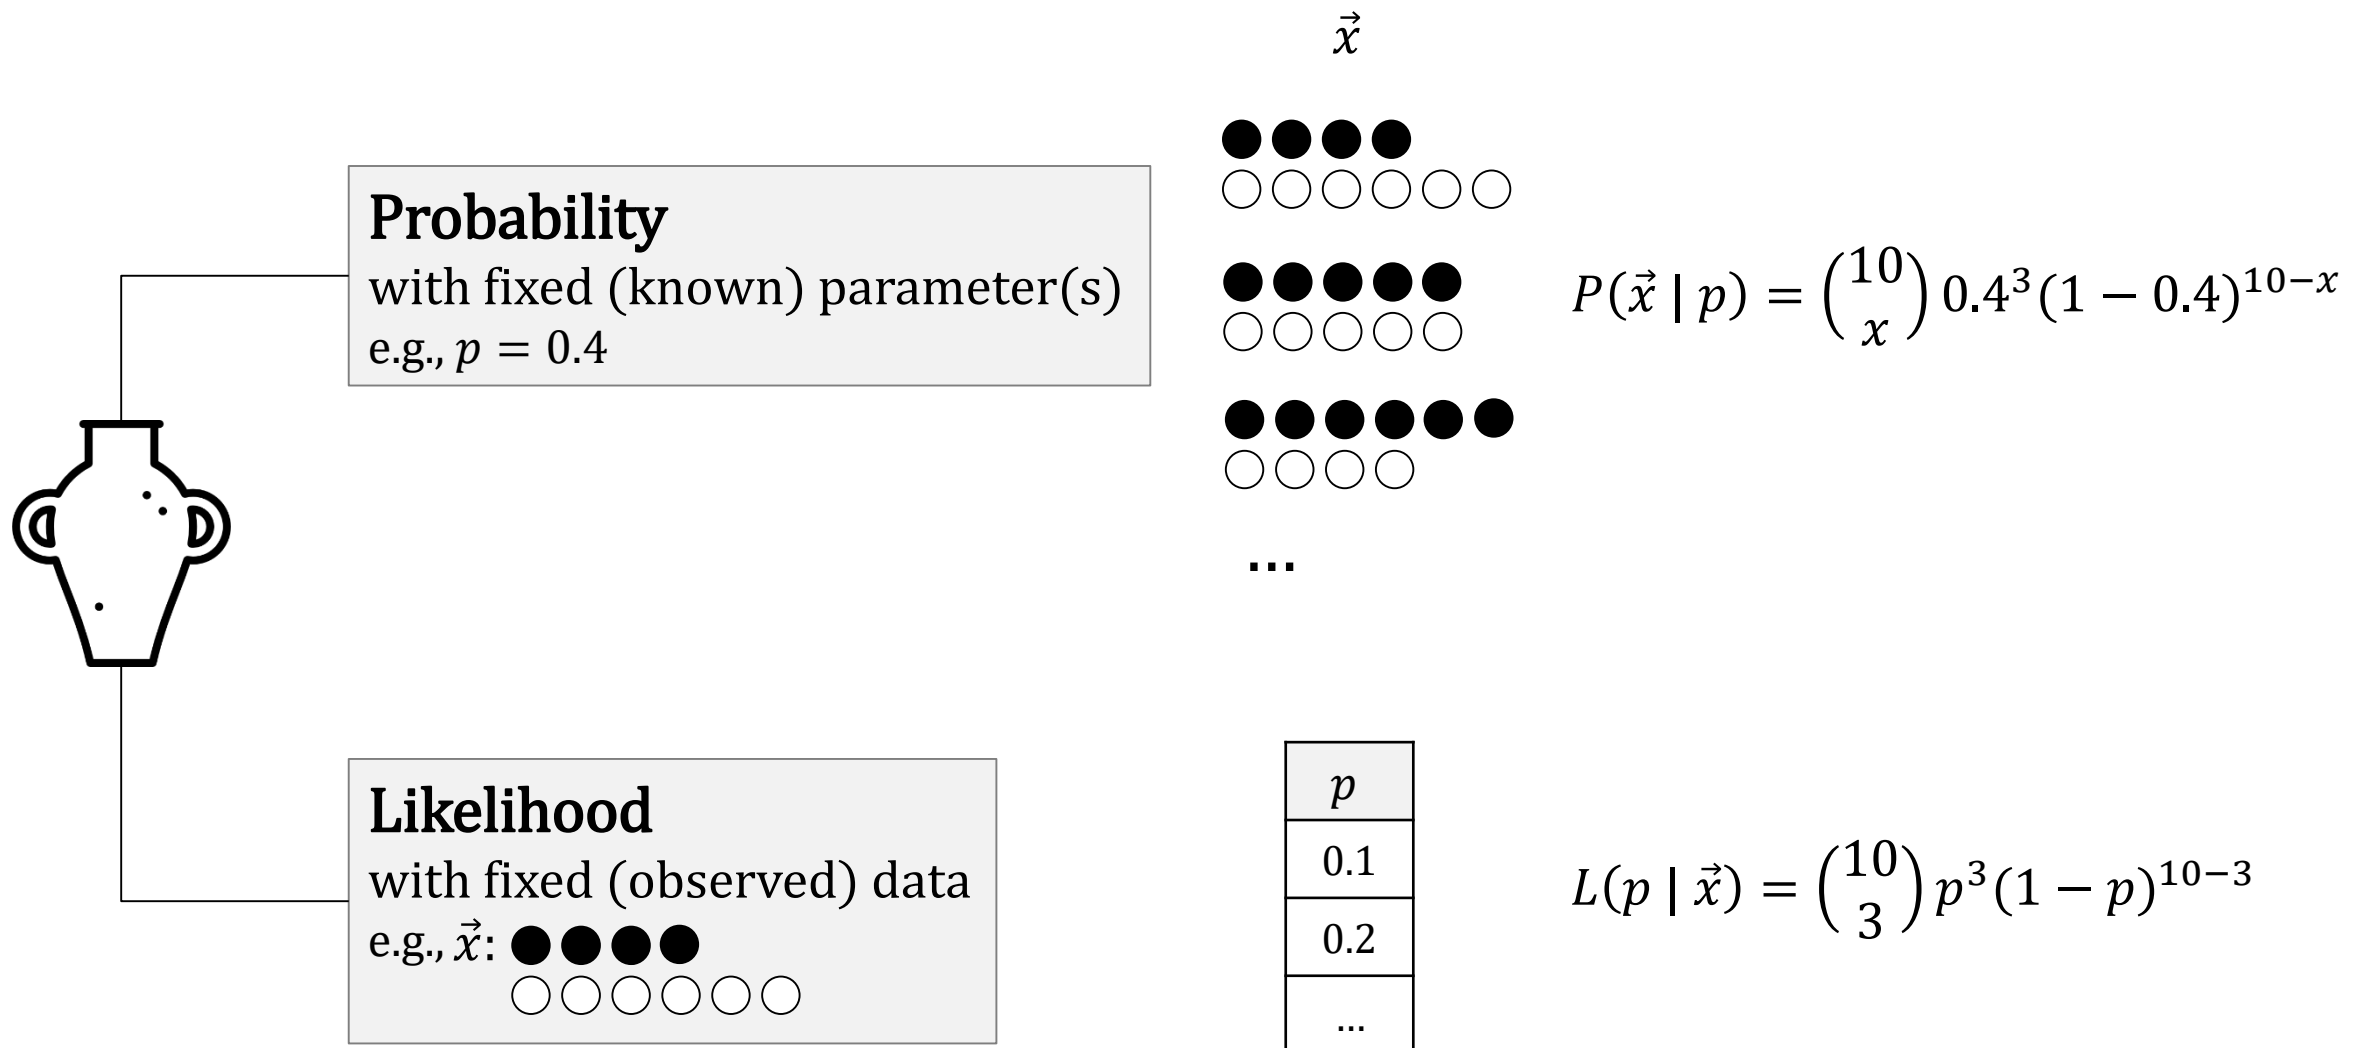 x⃗
Probability
with fixed (known) parameter(s)
e.g., p = 0.4
P(x⃗ | p) = (10 x) 0.4³(1 − 0.4)¹⁰⁻ˣ
...
Likelihood
with fixed (observed) data
e.g., x⃗:
p
0.1
0.2
...
L(p | x⃗) = (10 3) p³(1 − p)¹⁰⁻³